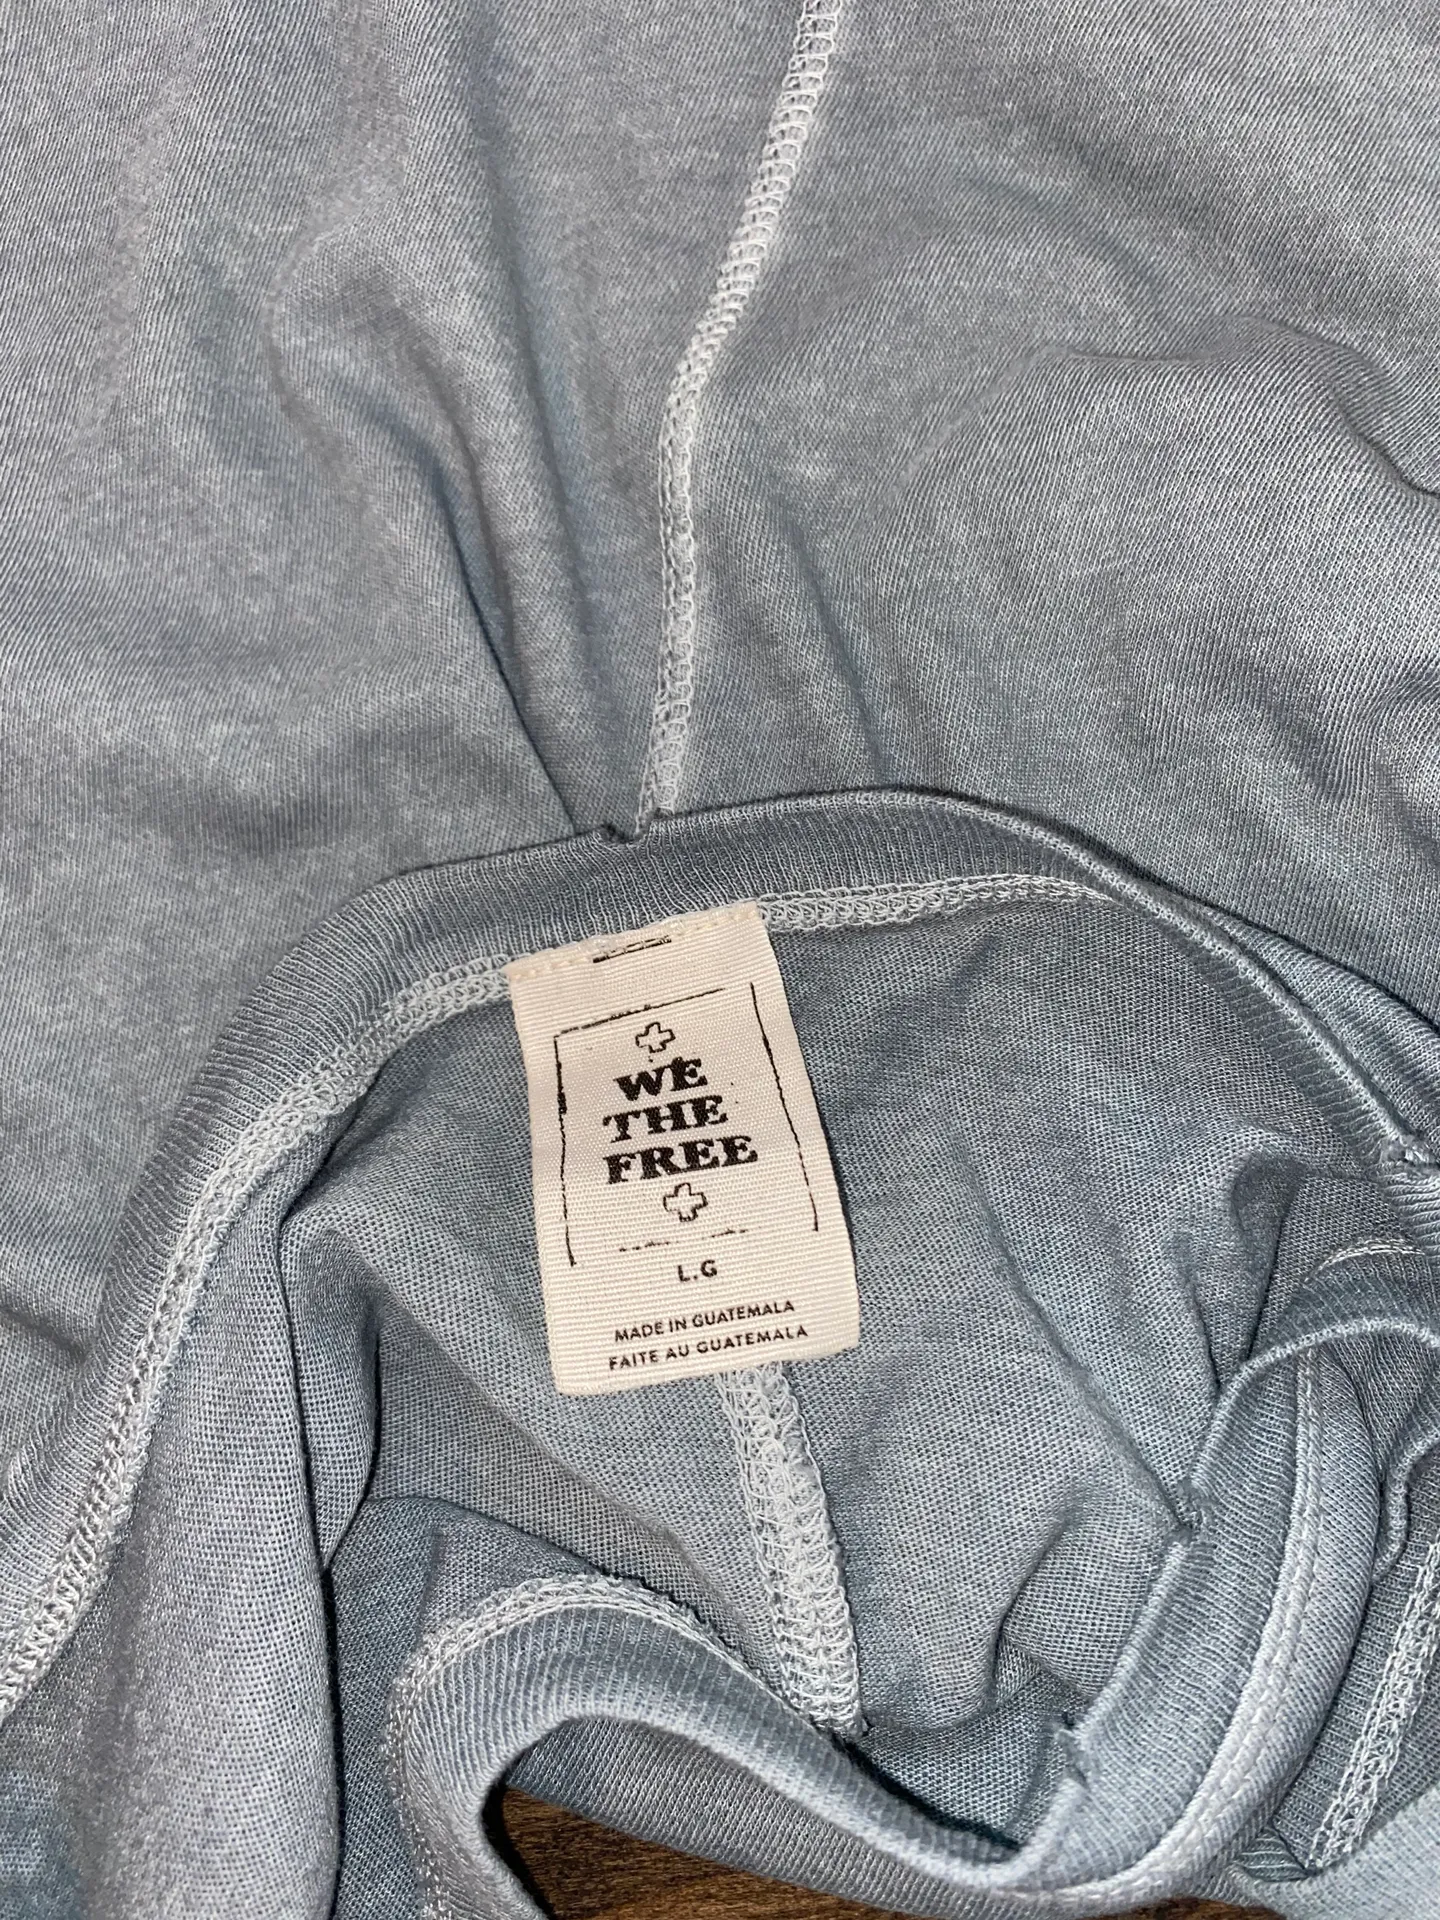 WE
THE
FREE
L.G
MADE IN GUATEMALA
FAITE AU GUATEMALA